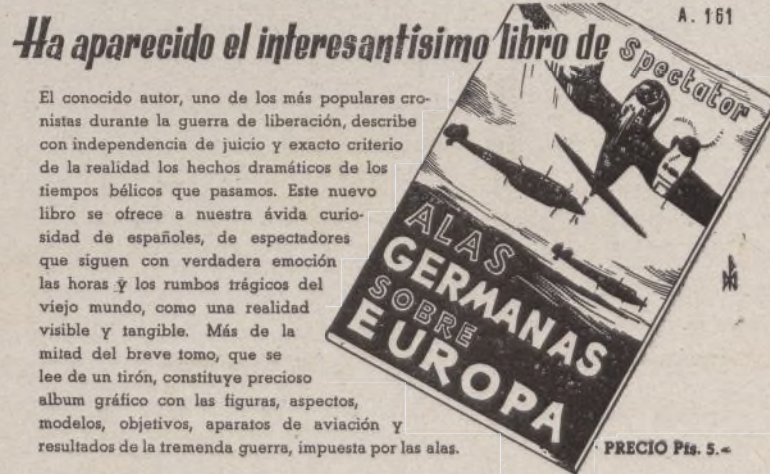 A. 161
Ha aparecido el interesantísimo libro de
Spectator
ALAS
GERMANAS
SOBRE
EUROPA
El conocido autor, uno de los más populares cro-
nistas durante la guerra de liberación, describe
con independencia de juicio y exacto criterio
de la realidad los hechos dramáticos de los
tiempos bélicos que pasamos. Este nuevo
libro se ofrece a nuestra ávida curio-
sidad de españoles, de espectadores
que siguen con verdadera emoción
las horas y los rumbos trágicos del
viejo mundo, como una realidad
visible y tangible. Más de la
mitad del breve tomo, que se
lee de un tirón, constituye precioso
album gráfico con las figuras, aspectos,
modelos, objetivos, aparatos de aviación y
resultados de la tremenda guerra, impuesta por las alas.
PRECIO Pts. 5.-